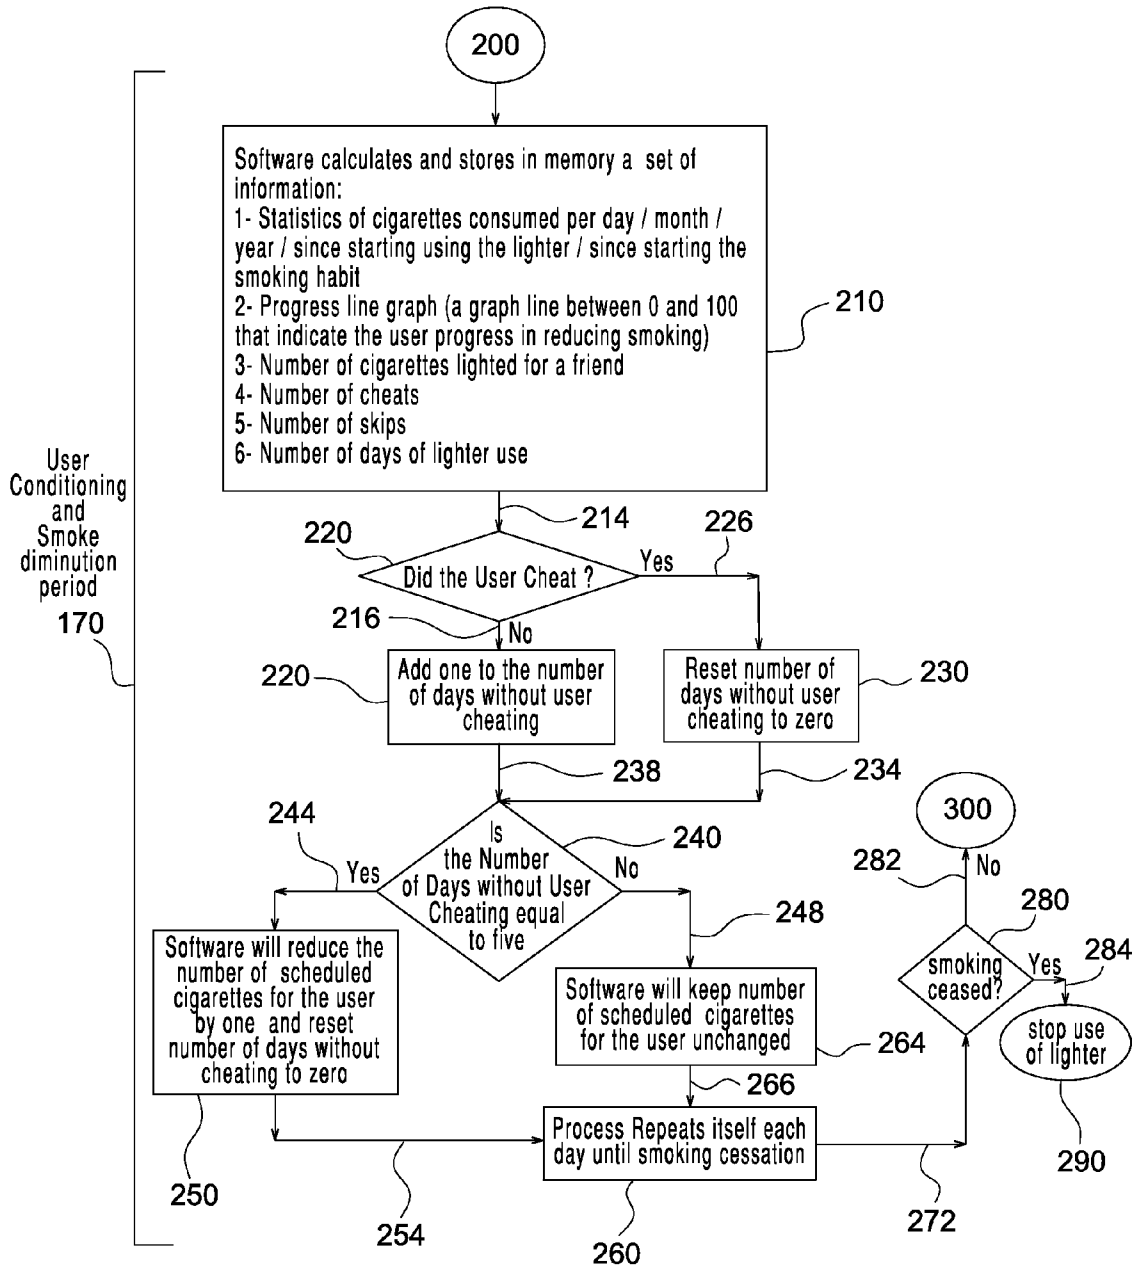 200
Software calculates and stores in memory a set of
information:
1- Statistics of cigarettes consumed per day / month /
year / since starting using the lighter / since starting the
smoking habit
2- Progress line graph (a graph line between 0 and 100
that indicate the user progress in reducing smoking)
3- Number of cigarettes lighted for a friend
4- Number of cheats
5- Number of skips
6- Number of days of lighter use
210
User
Conditioning
and
Smoke
diminution
period
170
214
220
226
Did the User Cheat ?
Yes
216
No
220
Add one to the number
of days without user
cheating
Reset number of
days without user
cheating to zero
230
238
234
244
Yes
Is
the Number
of Days without User
Cheating equal
to five
240
No
248
Software will reduce the
number of scheduled
cigarettes for the user
by one and reset
number of days without
cheating to zero
250
254
Software will keep number
of scheduled cigarettes
for the user unchanged
264
266
Process Repeats itself each
day until smoking cessation
260
272
300
282
No
280
smoking
ceased?
Yes
284
stop use
of lighter
290